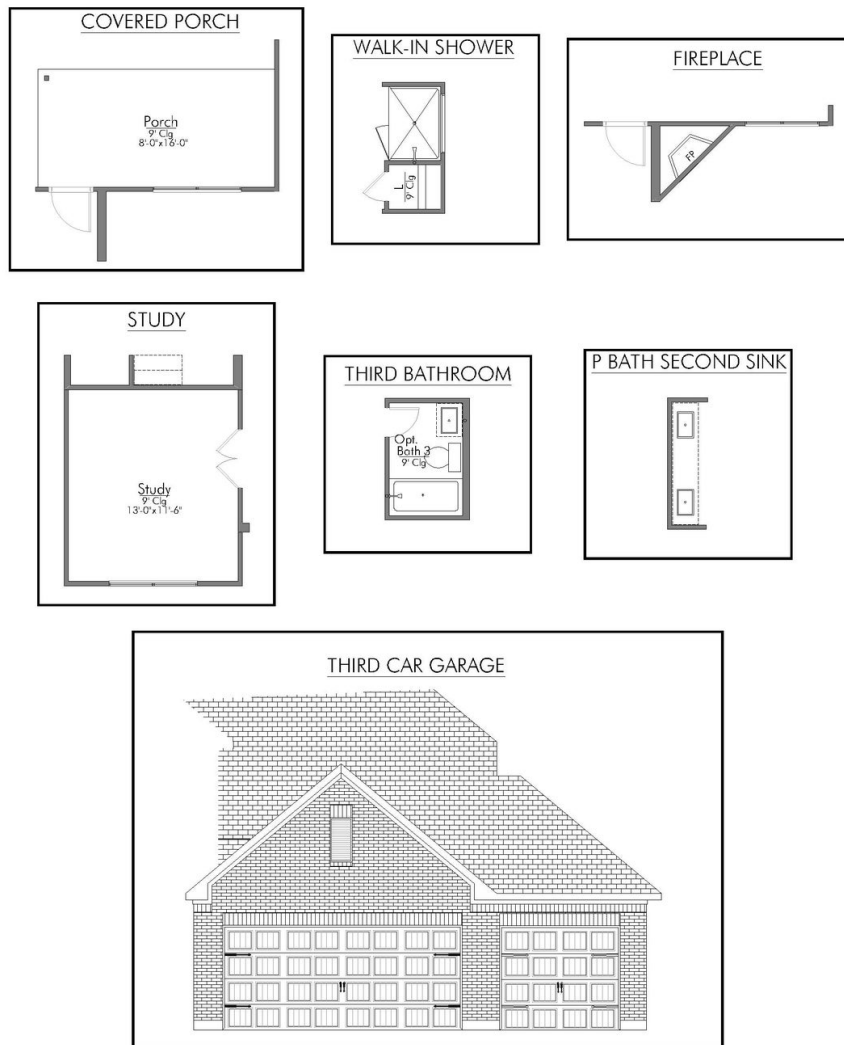 COVERED PORCH
Porch
9' Clg
8'-0"x16'-0"
WALK-IN SHOWER
L
9' Clg
FIREPLACE
FP
STUDY
Study
9' Clg
13'-0"x11'-6"
THIRD BATHROOM
Opt.
Bath 3
9' Clg
P BATH SECOND SINK
THIRD CAR GARAGE